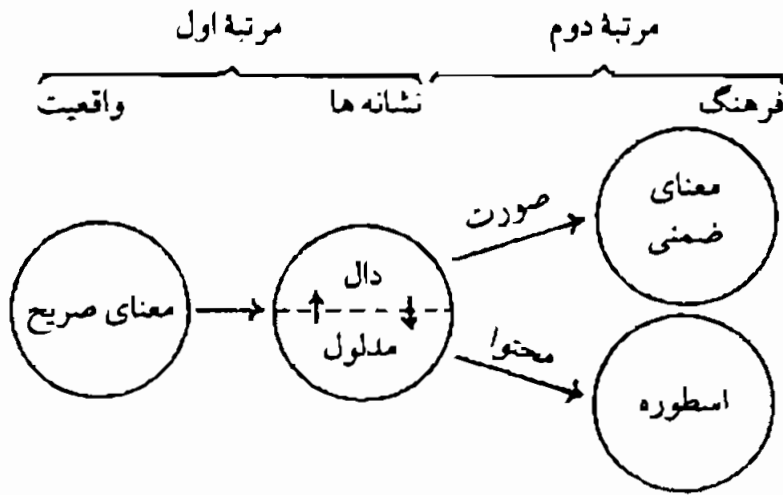 مرتبهٔ دوم
مرتبهٔ اول
فرهنگ
نشانه ها
واقعیت
معنای
ضمنی
صورت
دال
مدلول
معنای صریح
محتوا
اسطوره